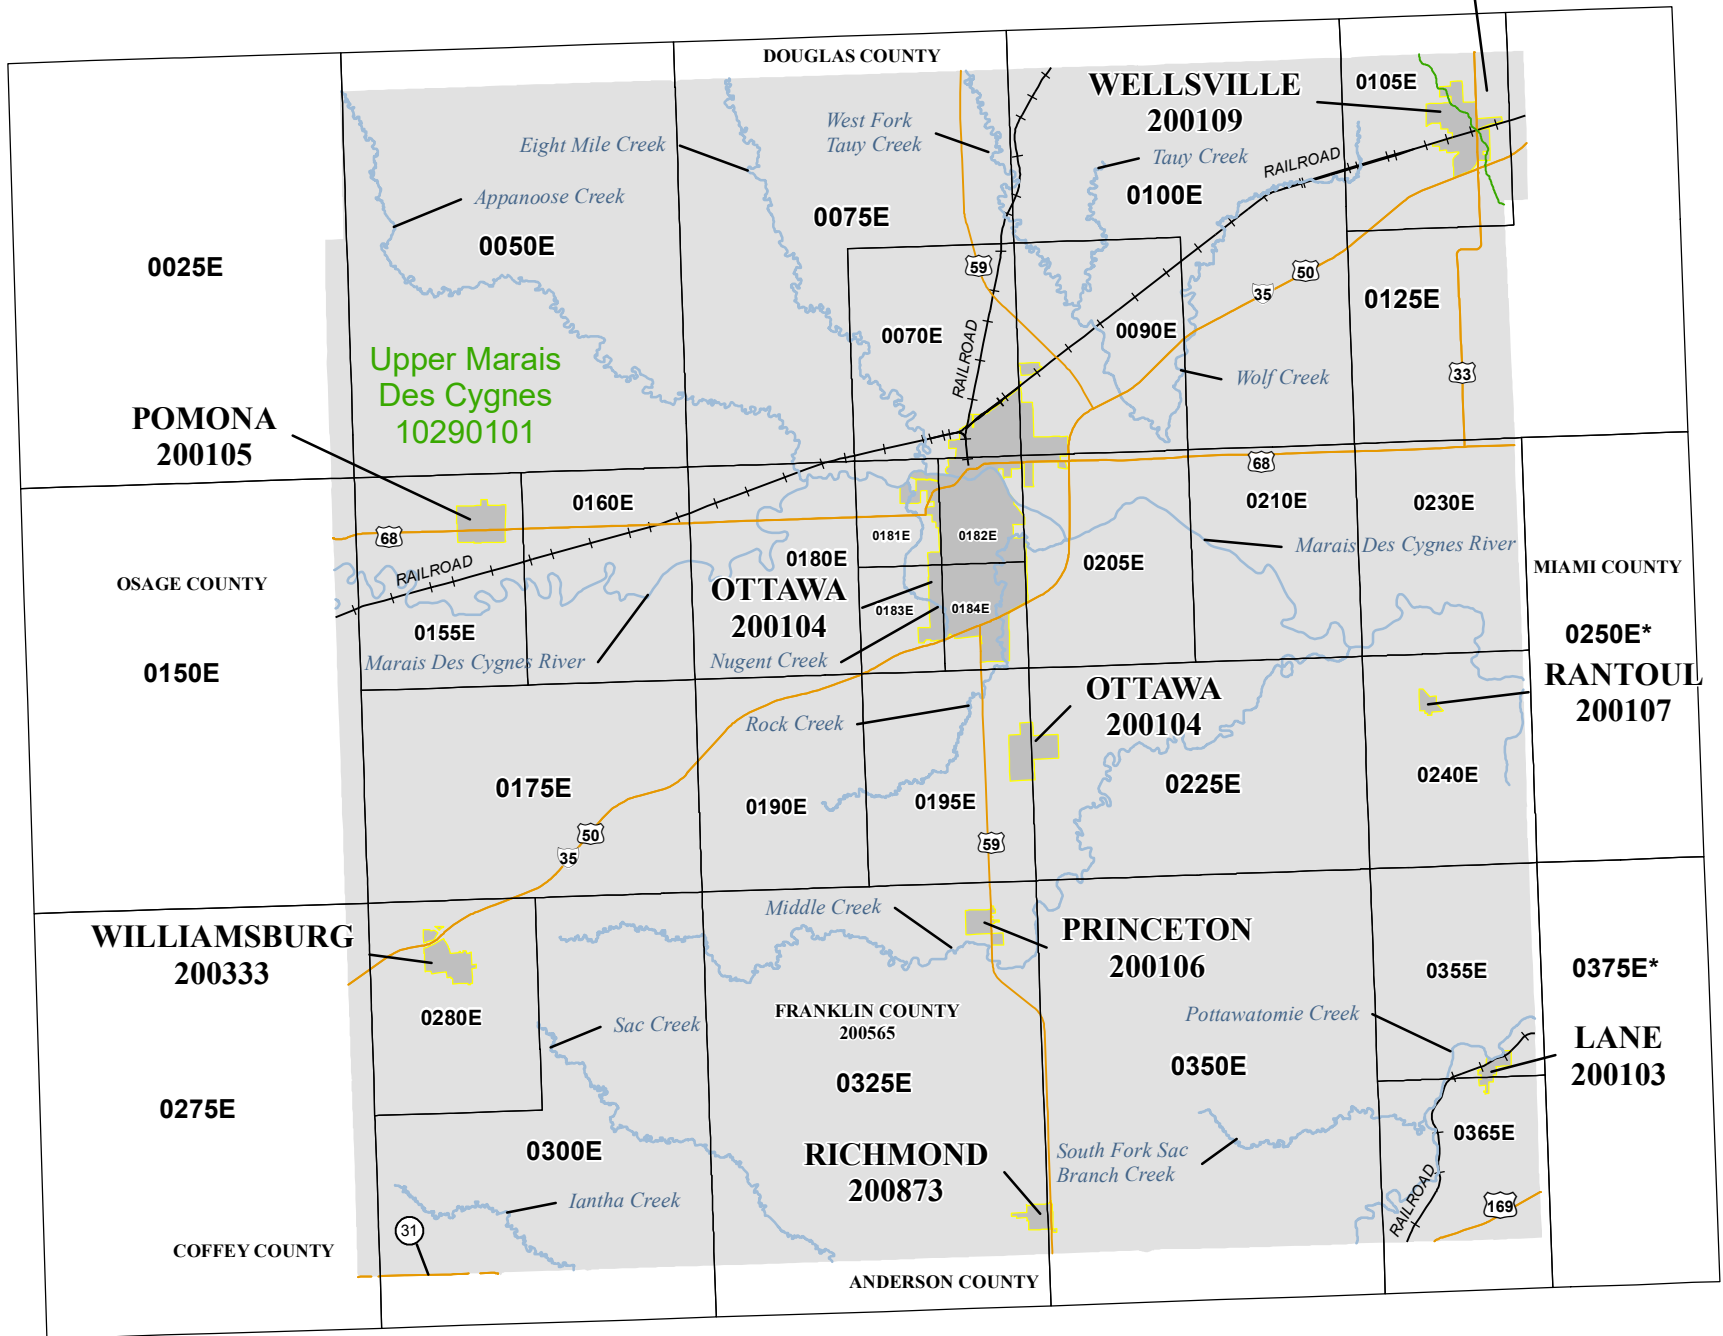 DOUGLAS COUNTY
WELLSVILLE
200109
0105E
West Fork
Tauy Creek
Eight Mile Creek
Tauy Creek
RAILROAD
Appanoose Creek
0100E
0075E
0050E
0025E
59
50
35
0125E
0070E
RAILROAD
0090E
Upper Marais
Des Cygnes
10290101
Wolf Creek
33
POMONA
200105
68
0160E
0210E
0230E
68
0181E
0182E
Marais Des Cygnes River
0180E
0205E
RAILROAD
OSAGE COUNTY
MIAMI COUNTY
OTTAWA
200104
0183E
0184E
0155E
0250E*
Marais Des Cygnes River
Nugent Creek
0150E
RANTOUL
200107
OTTAWA
200104
Rock Creek
0175E
0190E
0195E
0225E
0240E
50
35
59
Middle Creek
WILLIAMSBURG
200333
PRINCETON
200106
0355E
0375E*
0280E
Sac Creek
FRANKLIN COUNTY
200565
Pottawatomie Creek
LANE
200103
0325E
0350E
0275E
0365E
0300E
RICHMOND
200873
South Fork Sac
Branch Creek
Iantha Creek
RAILROAD
169
31
COFFEY COUNTY
ANDERSON COUNTY